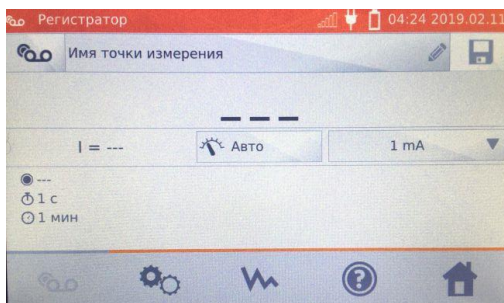 Регистратор 04:24 2019.02.11
Имя точки измерения
---
I = --- Авто 1 mA
---
1 с
1 мин